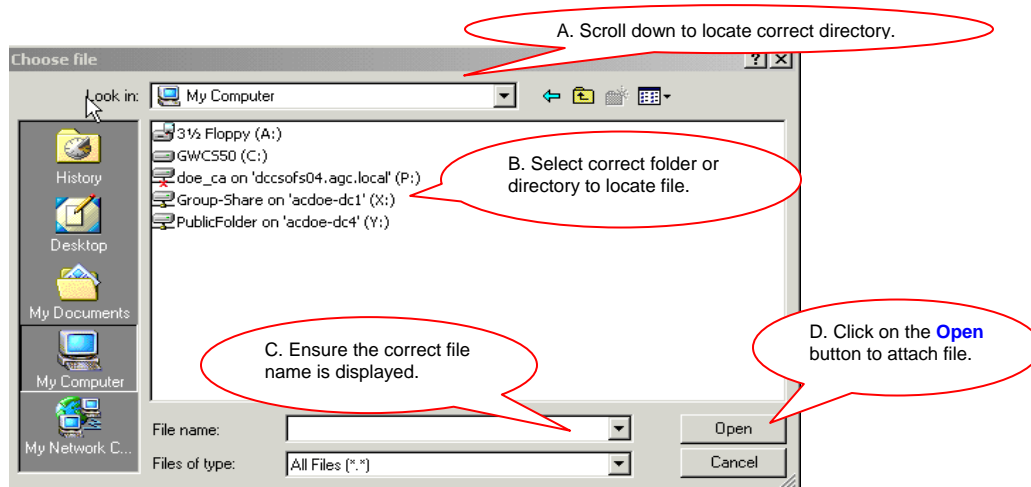 A. Scroll down to locate correct directory.
Choose file
?
Look in: My Computer
3½ Floppy (A:)
GWCS50 (C:)
doe_ca on 'dccsofs04.agc.local' (P:)
Group-Share on 'acdoe-dc1' (X:)
PublicFolder on 'acdoe-dc4' (Y:)
B. Select correct folder or
directory to locate file.
History
Desktop
My Documents
My Computer
My Network C...
C. Ensure the correct file
name is displayed.
D. Click on the Open
button to attach file.
File name:
Open
Files of type: All Files (*.*)
Cancel